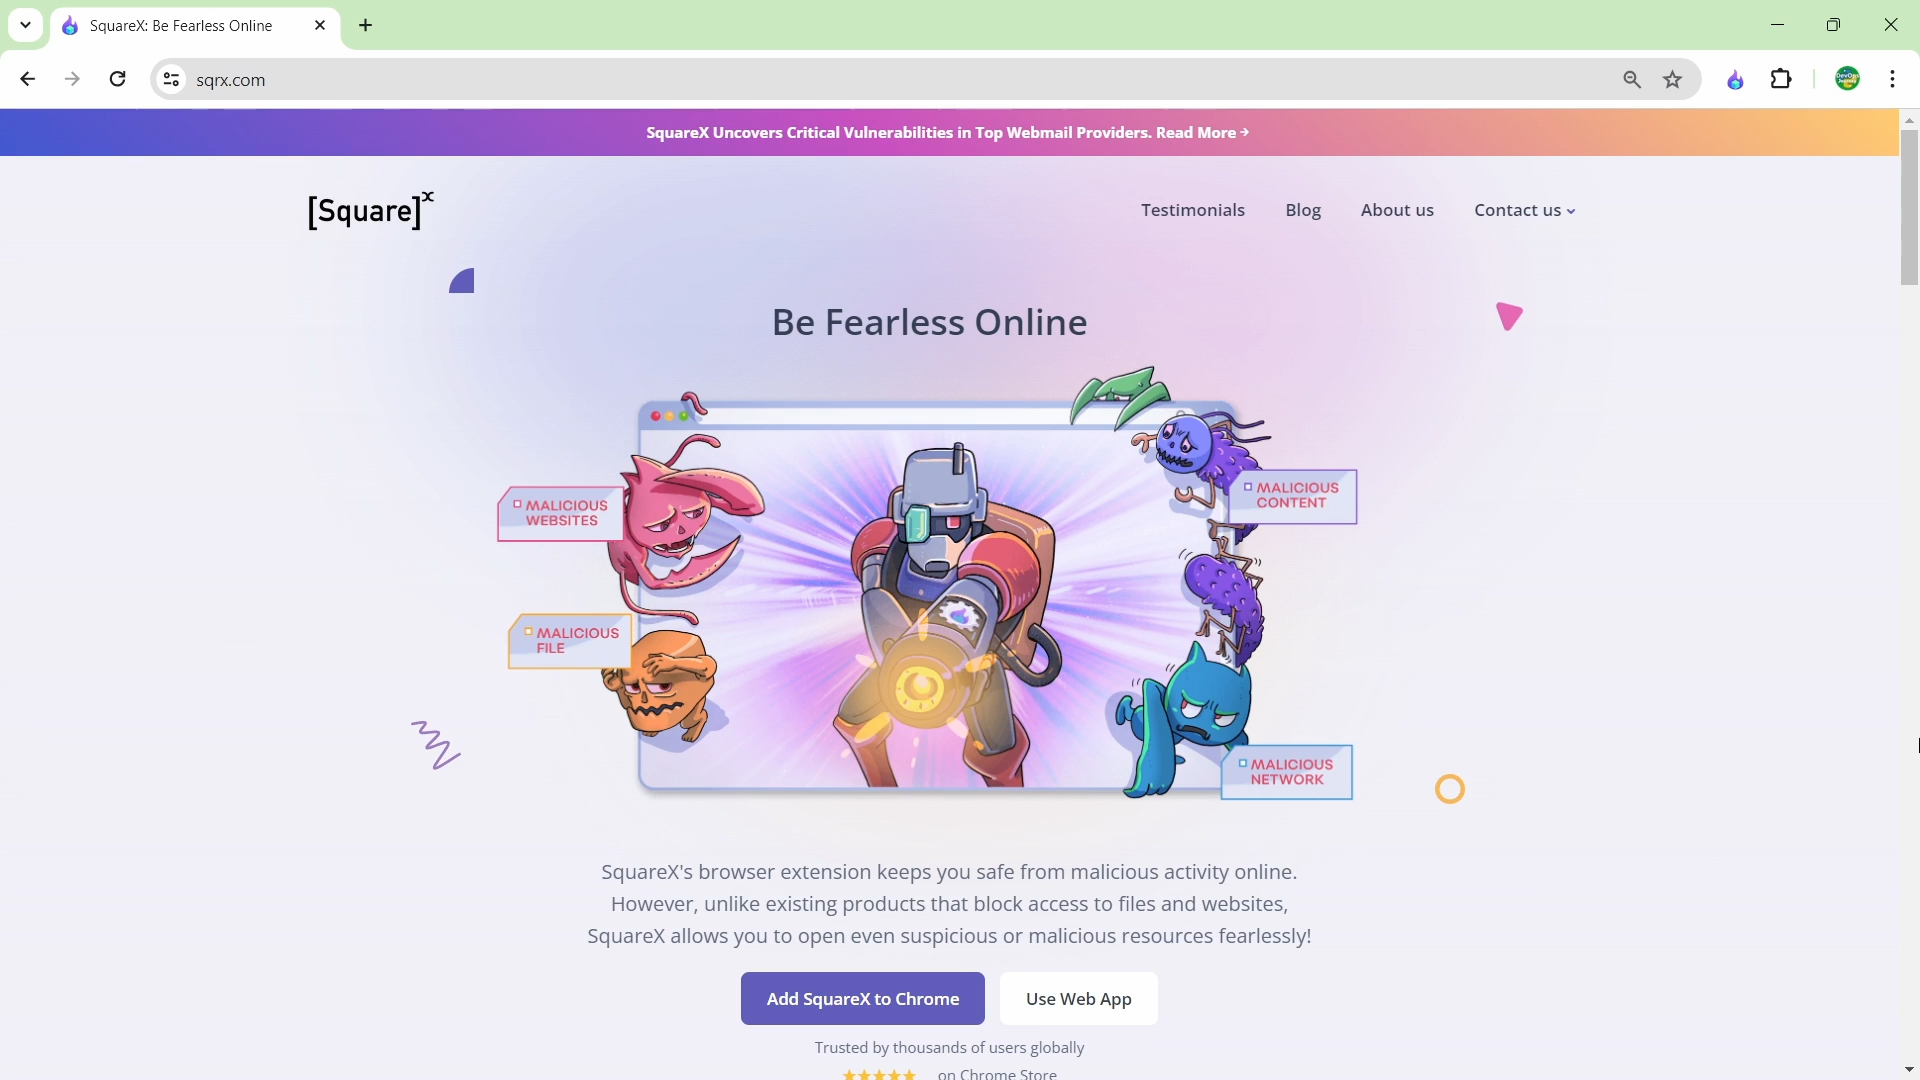 SquareX: Be Fearless Online
sqrx.com
SquareX Uncovers Critical Vulnerabilities in Top Webmail Providers. Read More
[Square]x
Testimonials
Blog
About us
Contact us
Be Fearless Online
MALICIOUS
WEBSITES
MALICIOUS
CONTENT
MALICIOUS
FILE
MALICIOUS
NETWORK
SquareX's browser extension keeps you safe from malicious activity online.
However, unlike existing products that block access to files and websites,
SquareX allows you to open even suspicious or malicious resources fearlessly!
Add SquareX to Chrome
Use Web App
Trusted by thousands of users globally
on Chrome Store